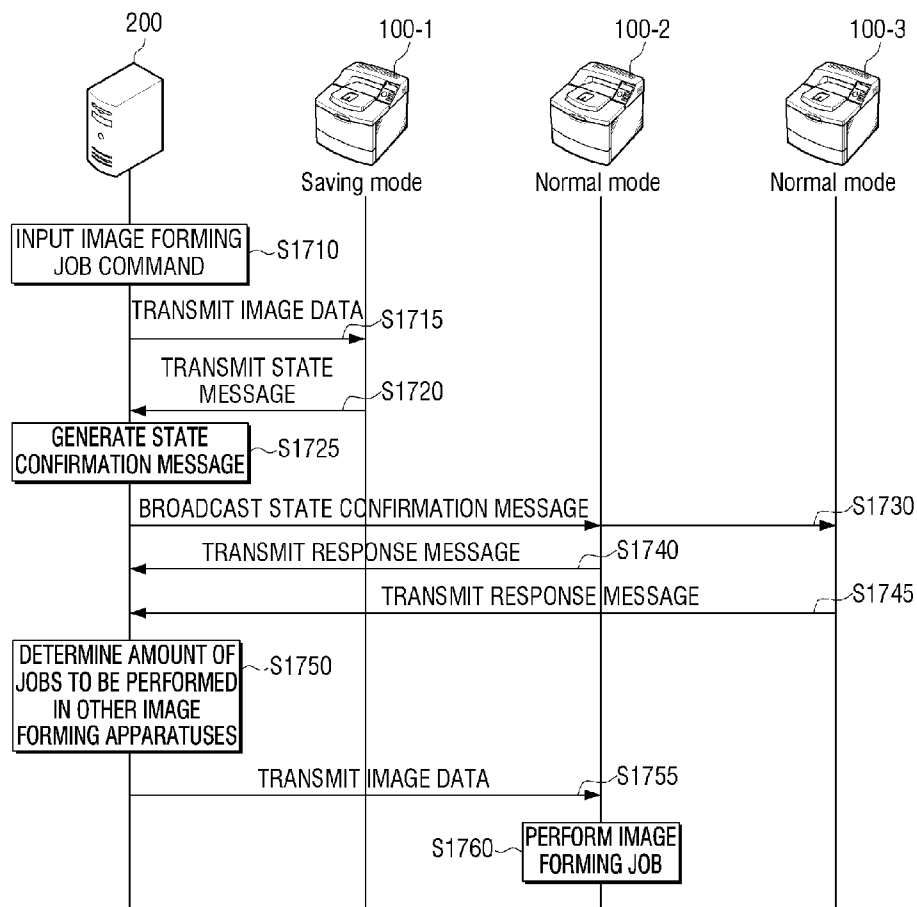 200
100-1
100-2
100-3
Saving mode
Normal mode
Normal mode
INPUT IMAGE FORMING
JOB COMMAND
S1710
TRANSMIT IMAGE DATA
S1715
TRANSMIT STATE
MESSAGE
S1720
GENERATE STATE
CONFIRMATION MESSAGE
S1725
BROADCAST STATE CONFIRMATION MESSAGE
S1730
TRANSMIT RESPONSE MESSAGE
S1740
TRANSMIT RESPONSE MESSAGE
S1745
DETERMINE AMOUNT OF
JOBS TO BE PERFORMED
IN OTHER IMAGE
FORMING APPARATUSES
S1750
TRANSMIT IMAGE DATA
S1755
S1760
PERFORM IMAGE
FORMING JOB